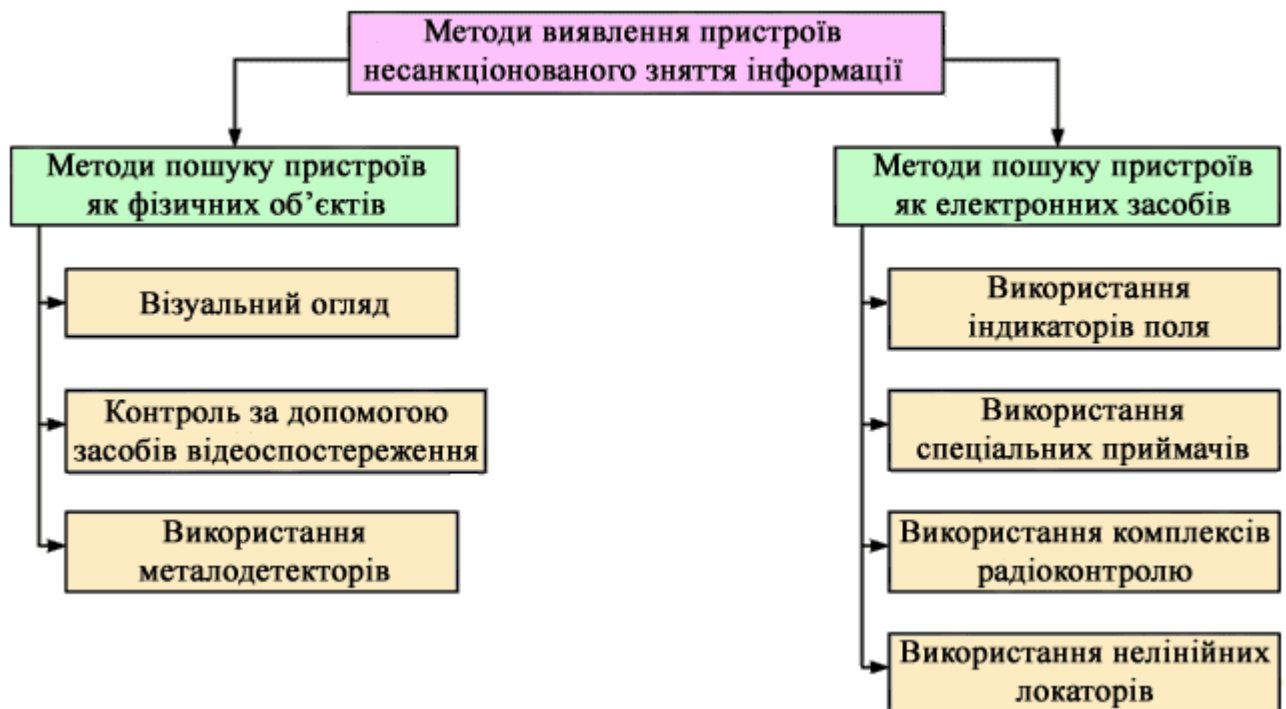 Методи виявлення пристроїв
несанкціонованого зняття інформації
Методи пошуку пристроїв
як фізичних об’єктів
Візуальний огляд
Контроль за допомогою
засобів відеоспостереження
Використання
металодетекторів
Методи пошуку пристроїв
як електронних засобів
Використання
індикаторів поля
Використання
спеціальних приймачів
Використання комплексів
радіоконтролю
Використання нелінійних
локаторів